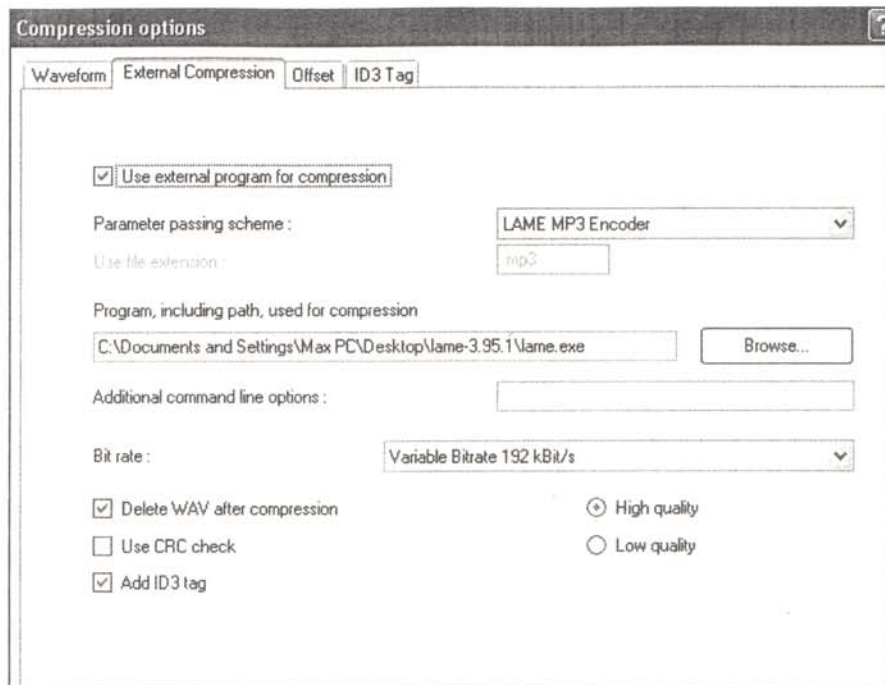 Compression options
?
Waveform External Compression Offset ID3 Tag
Use external program for compression
Parameter passing scheme :
LAME MP3 Encoder
Use file extencion :
mp3
Program, including path, used for compression
C:\Documents and Settings\Max PC\Desktop\lame-3.95.1\lame.exe
Browse...
Additional command line options :
Bit rate :
Variable Bitrate 192 kBit/s
Delete WAV after compression
High quality
Use CRC check
Low quality
Add ID3 tag